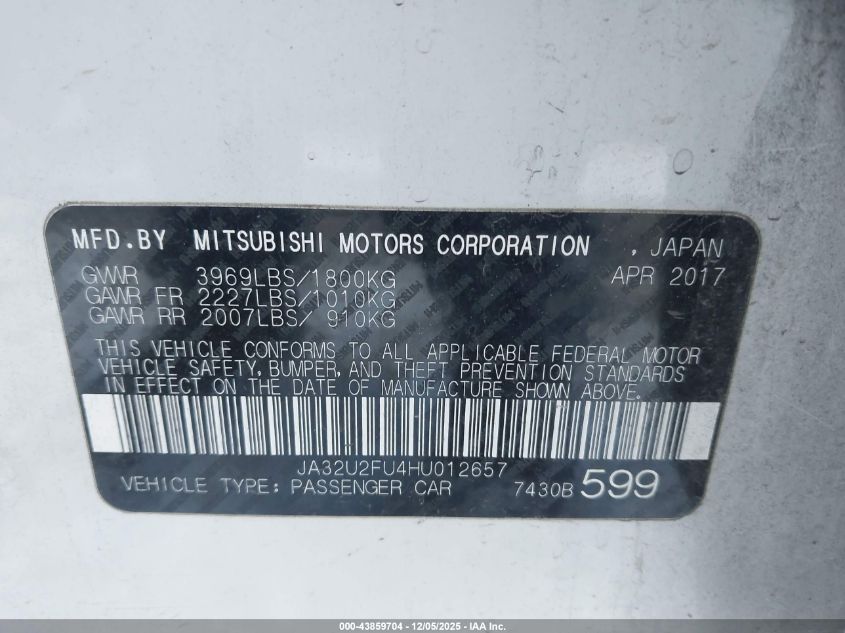 MFD.BY MITSUBISHI MOTORS CORPORATION , JAPAN
GVWR 3969LBS/1800KG APR 2017
GAWR FR 2227LBS/1010KG
GAWR RR 2007LBS/ 910KG
THIS VEHICLE CONFORMS TO ALL APPLICABLE FEDERAL MOTOR
VEHICLE SAFETY, BUMPER, AND THEFT PREVENTION STANDARDS
IN EFFECT ON THE DATE OF MANUFACTURE SHOWN ABOVE.
JA32U2FU4HU012657
VEHICLE TYPE: PASSENGER CAR 7430B 599
000-43859704 - 12/05/2025 - IAA Inc.